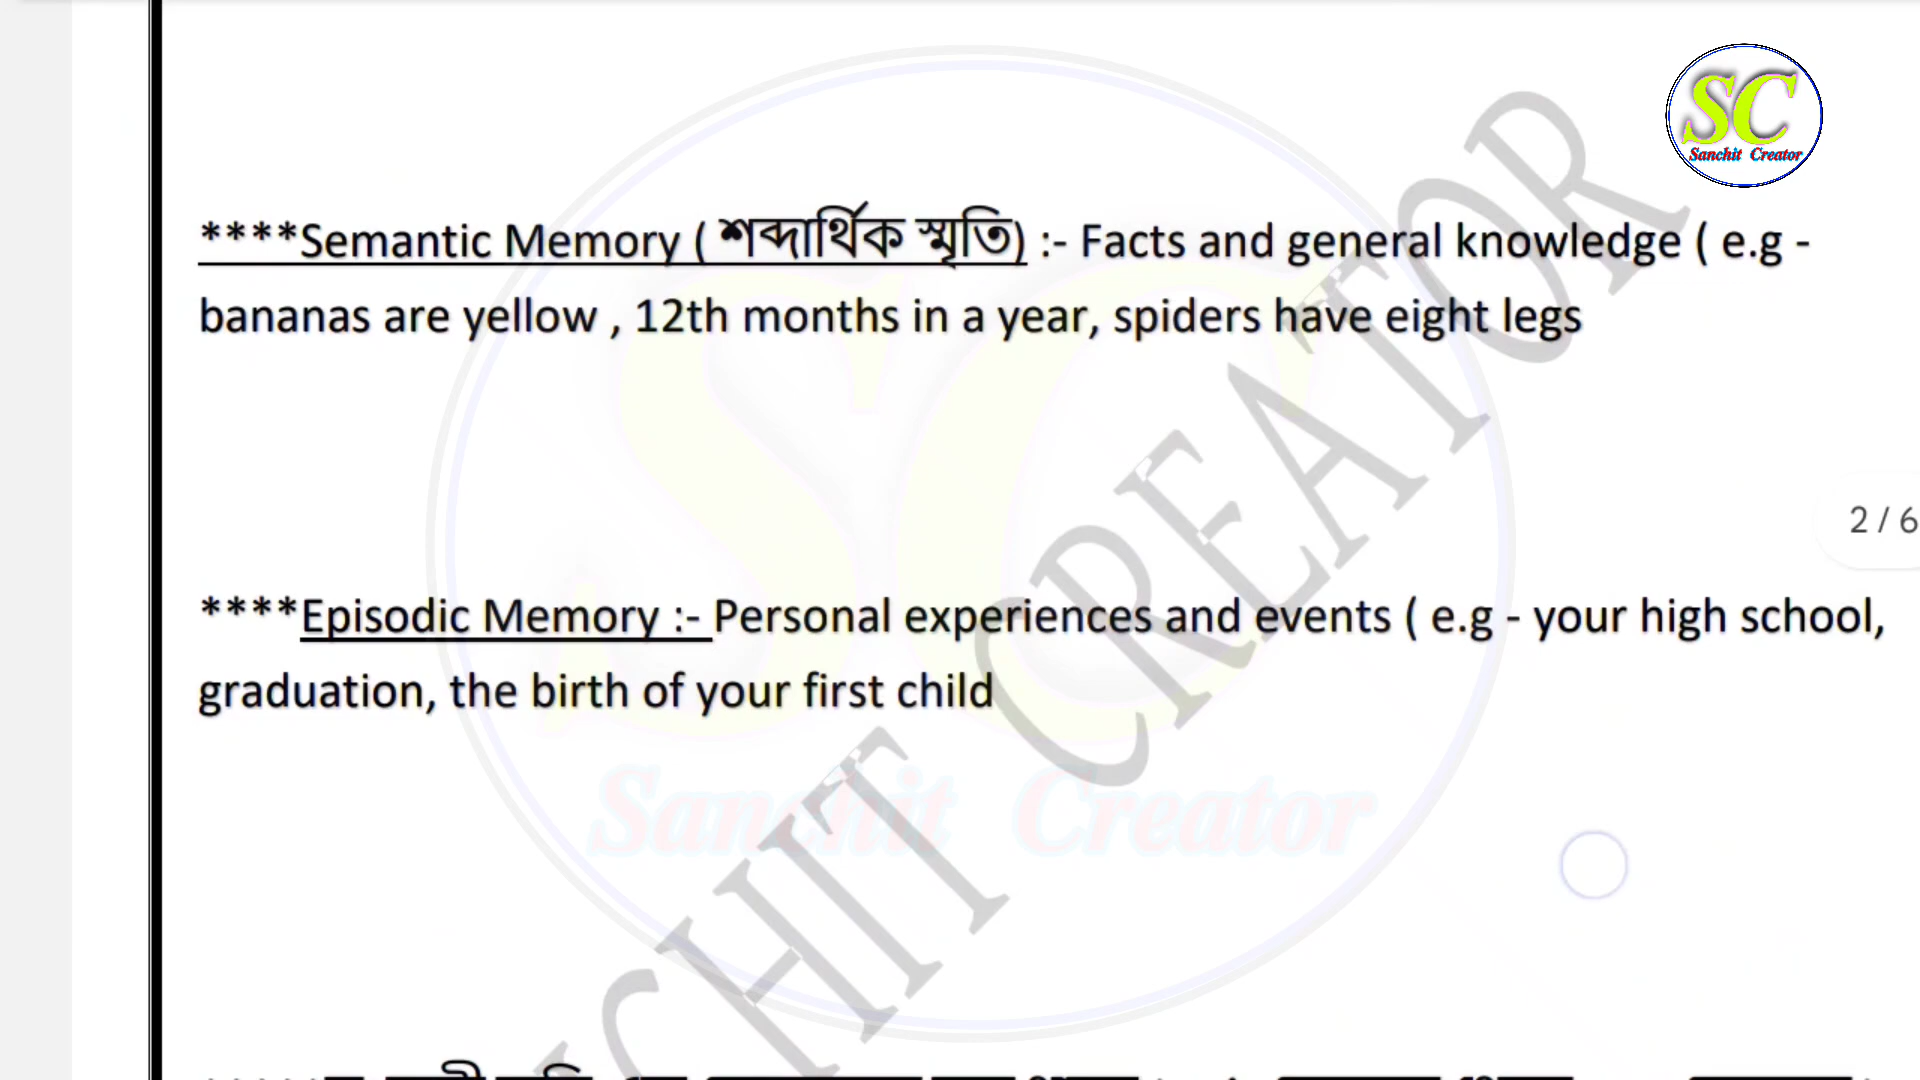 SC
Sanchit Creator
****Semantic Memory ( শব্দার্থিক স্মৃতি) :- Facts and general knowledge ( e.g -
bananas are yellow , 12th months in a year, spiders have eight legs
2 / 6
****Episodic Memory :- Personal experiences and events ( e.g - your high school,
graduation, the birth of your first child
SC
Sanchit Creator
CREATOR